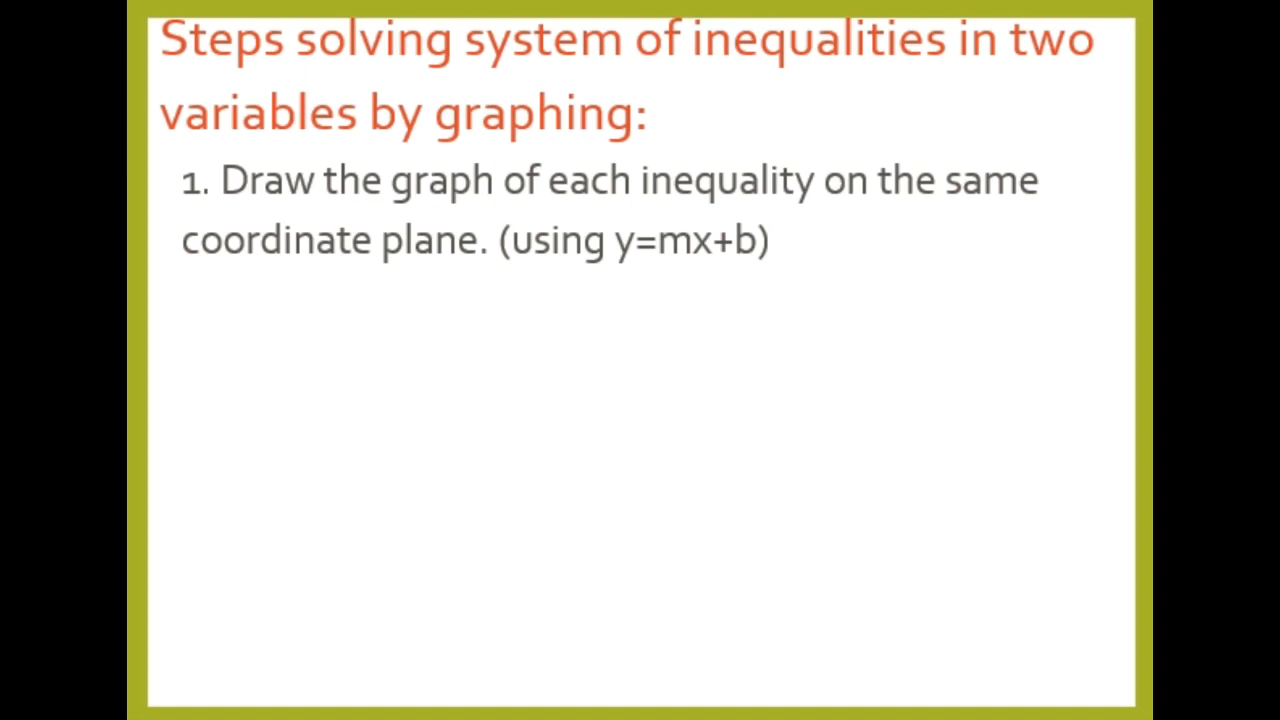 Steps solving system of inequalities in two
variables by graphing:
1. Draw the graph of each inequality on the same
coordinate plane. (using y=mx+b)